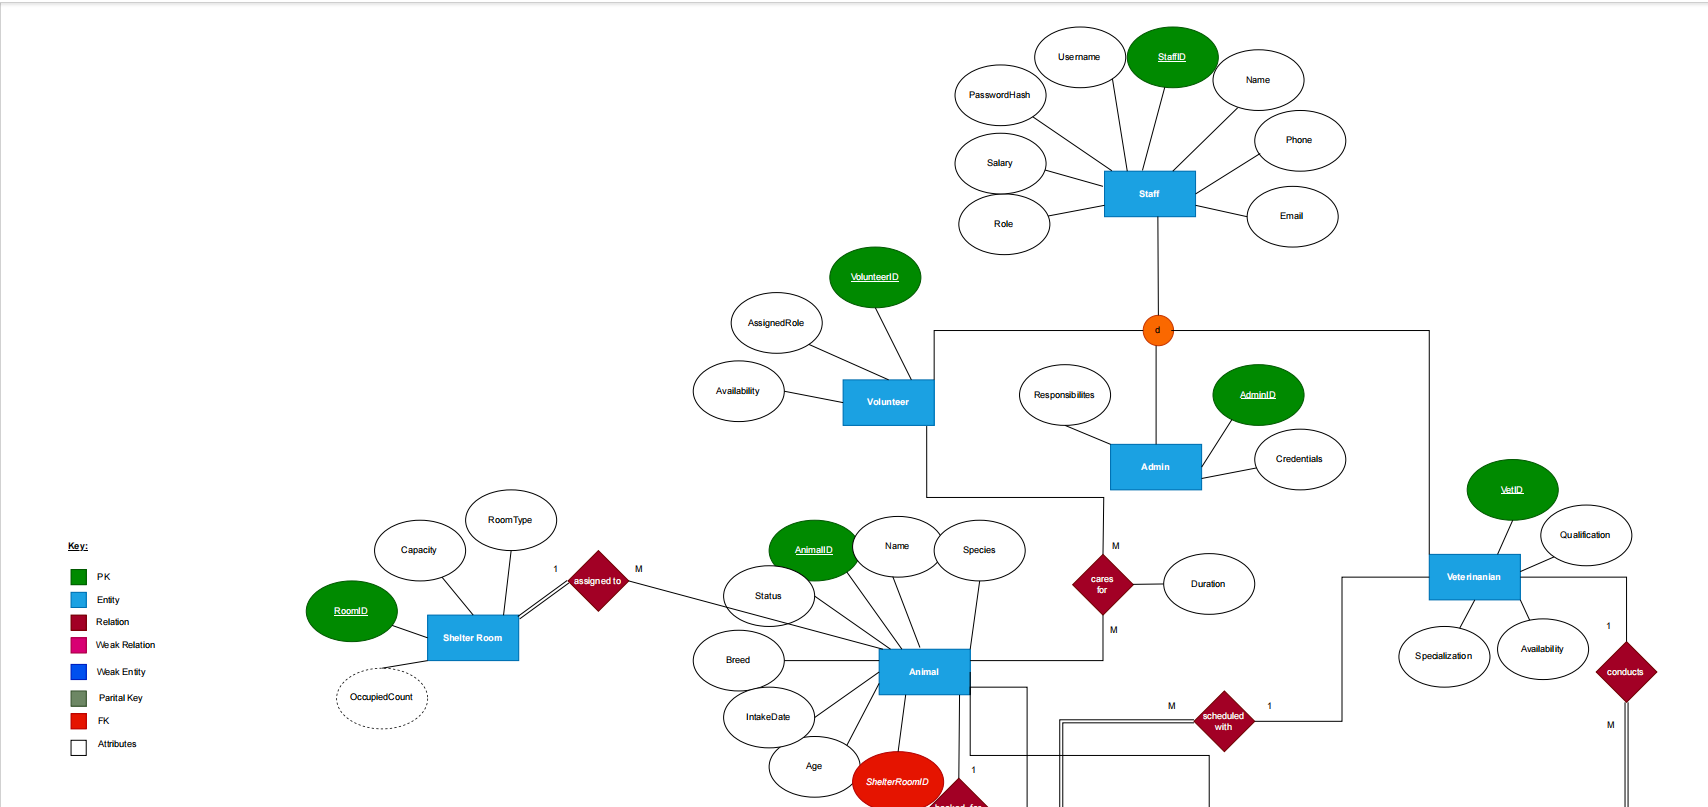 Username
StaffID
Name
PasswordHash
Phone
Salary
Staff
Role
Email
VolunteerID
AssignedRole
d
Availability
Volunteer
Responsibilites
AdminID
Admin
Credentials
VetID
Qualification
Veterinanian
Specialization
Availability
RoomType
Capacity
RoomID
Shelter Room
OccupiedCount
1
assigned to
M
AnimalID
Name
Species
Status
Breed
Animal
IntakeDate
Age
ShelterRoomID
M
cares
for
M
Duration
1
conducts
M
M
scheduled
with
1
1
Key:
PK
Entity
Relation
Weak Relation
Weak Entity
Parital Key
FK
Attributes